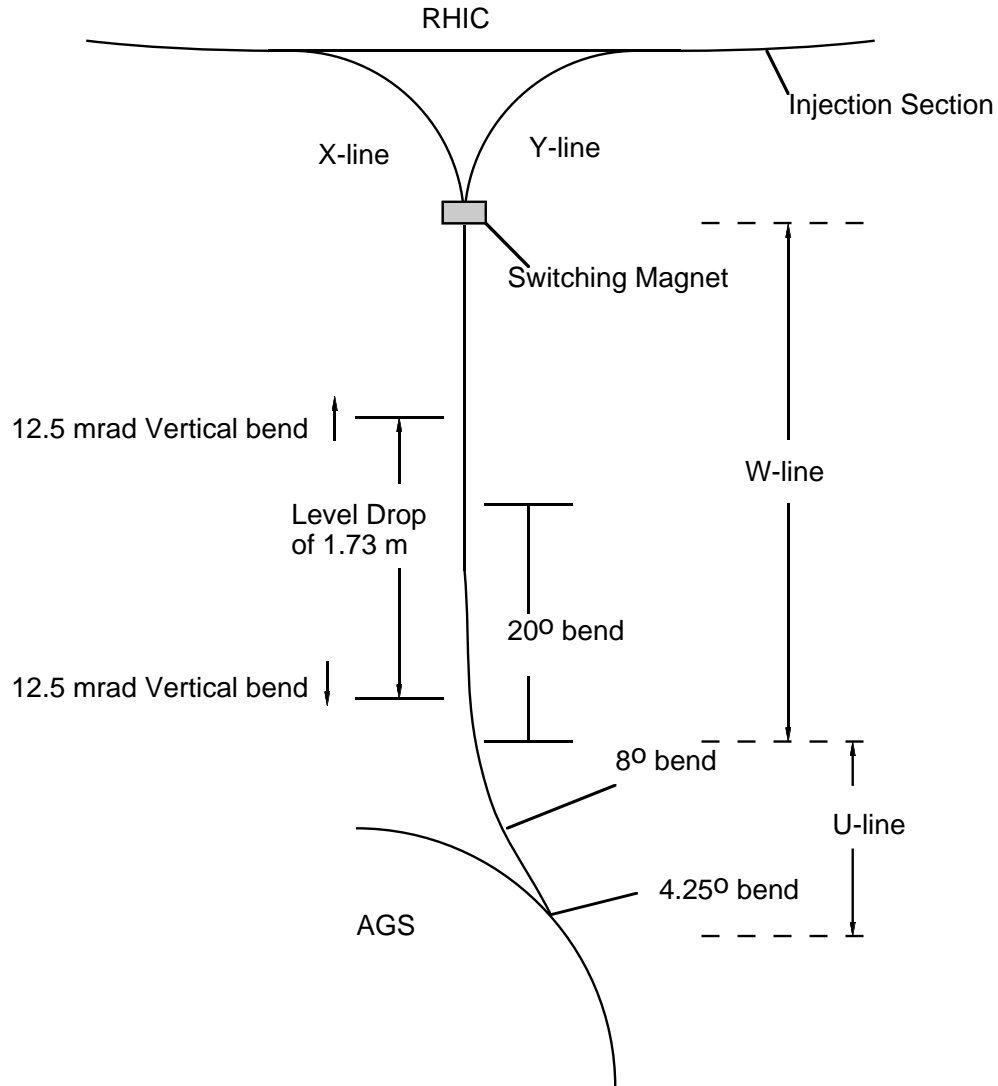 RHIC
Injection Section
X-line
Y-line
Switching Magnet
12.5 mrad Vertical bend
W-line
Level Drop
of 1.73 m
20o bend
12.5 mrad Vertical bend
8o bend
U-line
4.25o bend
AGS